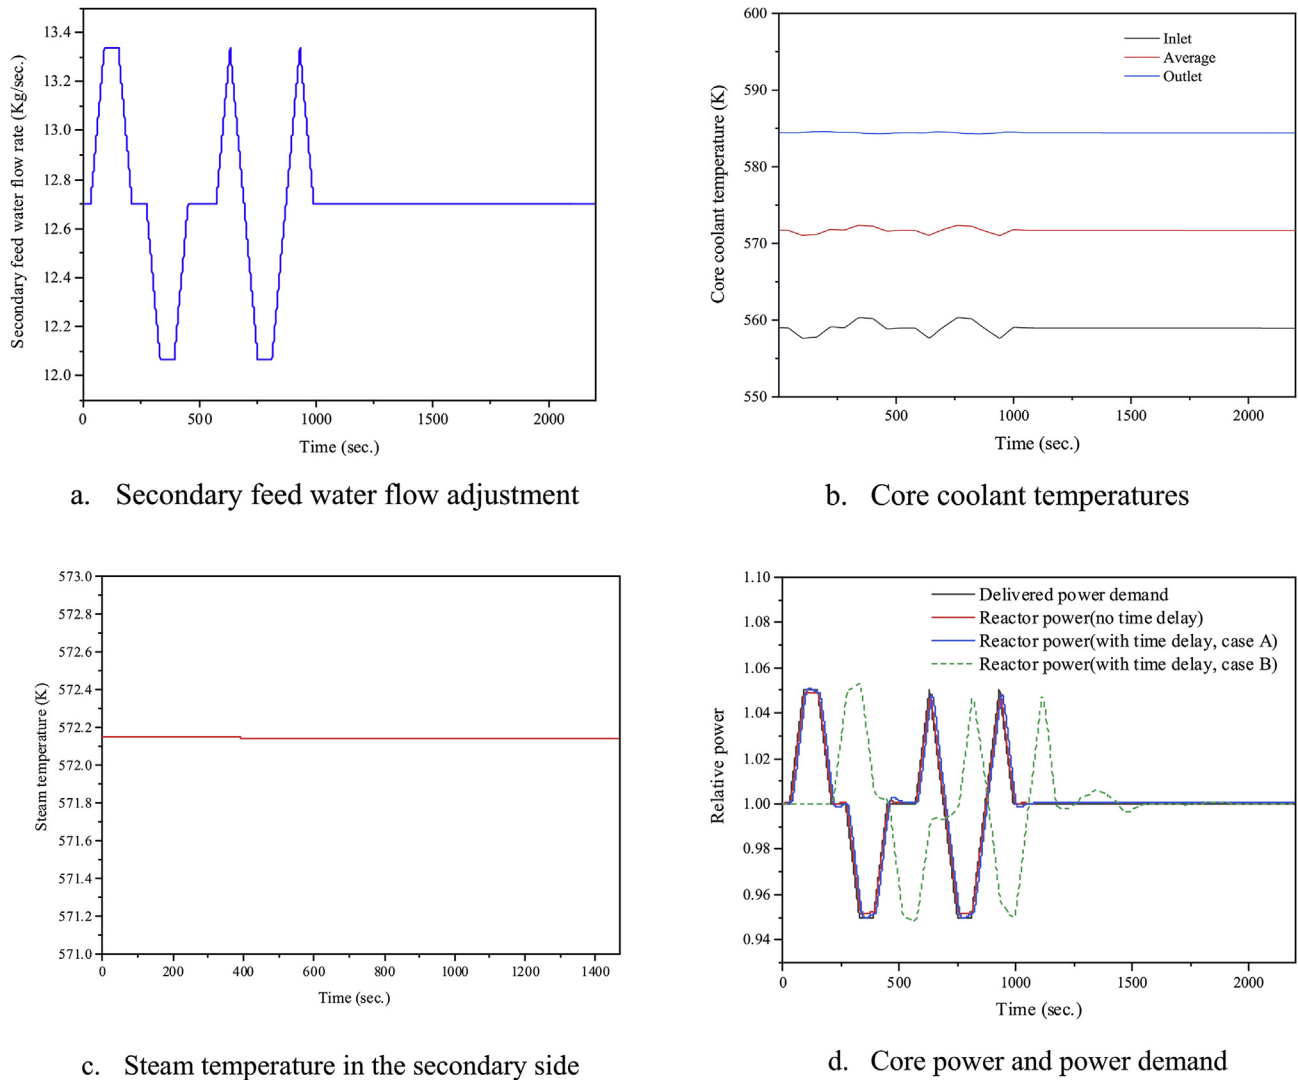 13.4
13.2
13.0
12.8
12.6
12.4
12.2
12.0
Secondary feed water flow rate (Kg/sec.)
0 500 1000 1500 2000
Time (sec.)
a. Secondary feed water flow adjustment
600
590
580
570
560
550
Core coolant temperature (K)
Inlet
Average
Outlet
500 1000 1500 2000
Time (sec.)
b. Core coolant temperatures
573.0
572.8
572.6
572.4
572.2
572.0
571.8
571.6
571.4
571.2
571.0
Steam temperature (K)
0 200 400 600 800 1000 1200 1400
Time (sec.)
c. Steam temperature in the secondary side
1.10
1.08
1.06
1.04
1.02
1.00
0.98
0.96
0.94
Relative power
Delivered power demand
Reactor power(no time delay)
Reactor power(with time delay, case A)
Reactor power(with time delay, case B)
0 500 1000 1500 2000
Time (sec.)
d. Core power and power demand